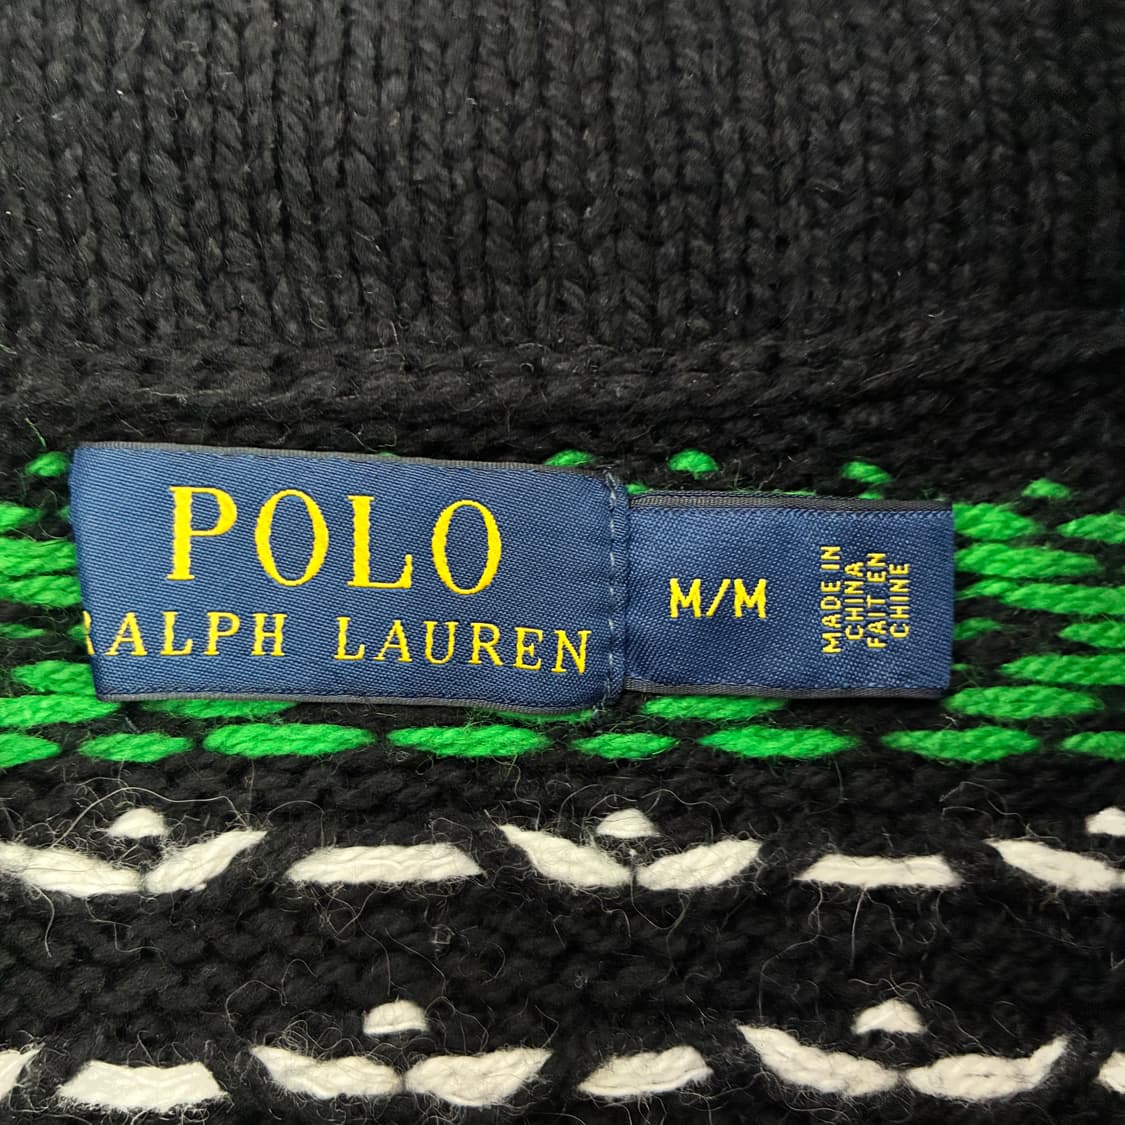 POLO
RALPH LAUREN
M/M
MADE IN
CHINA
FAIT EN
CHINE